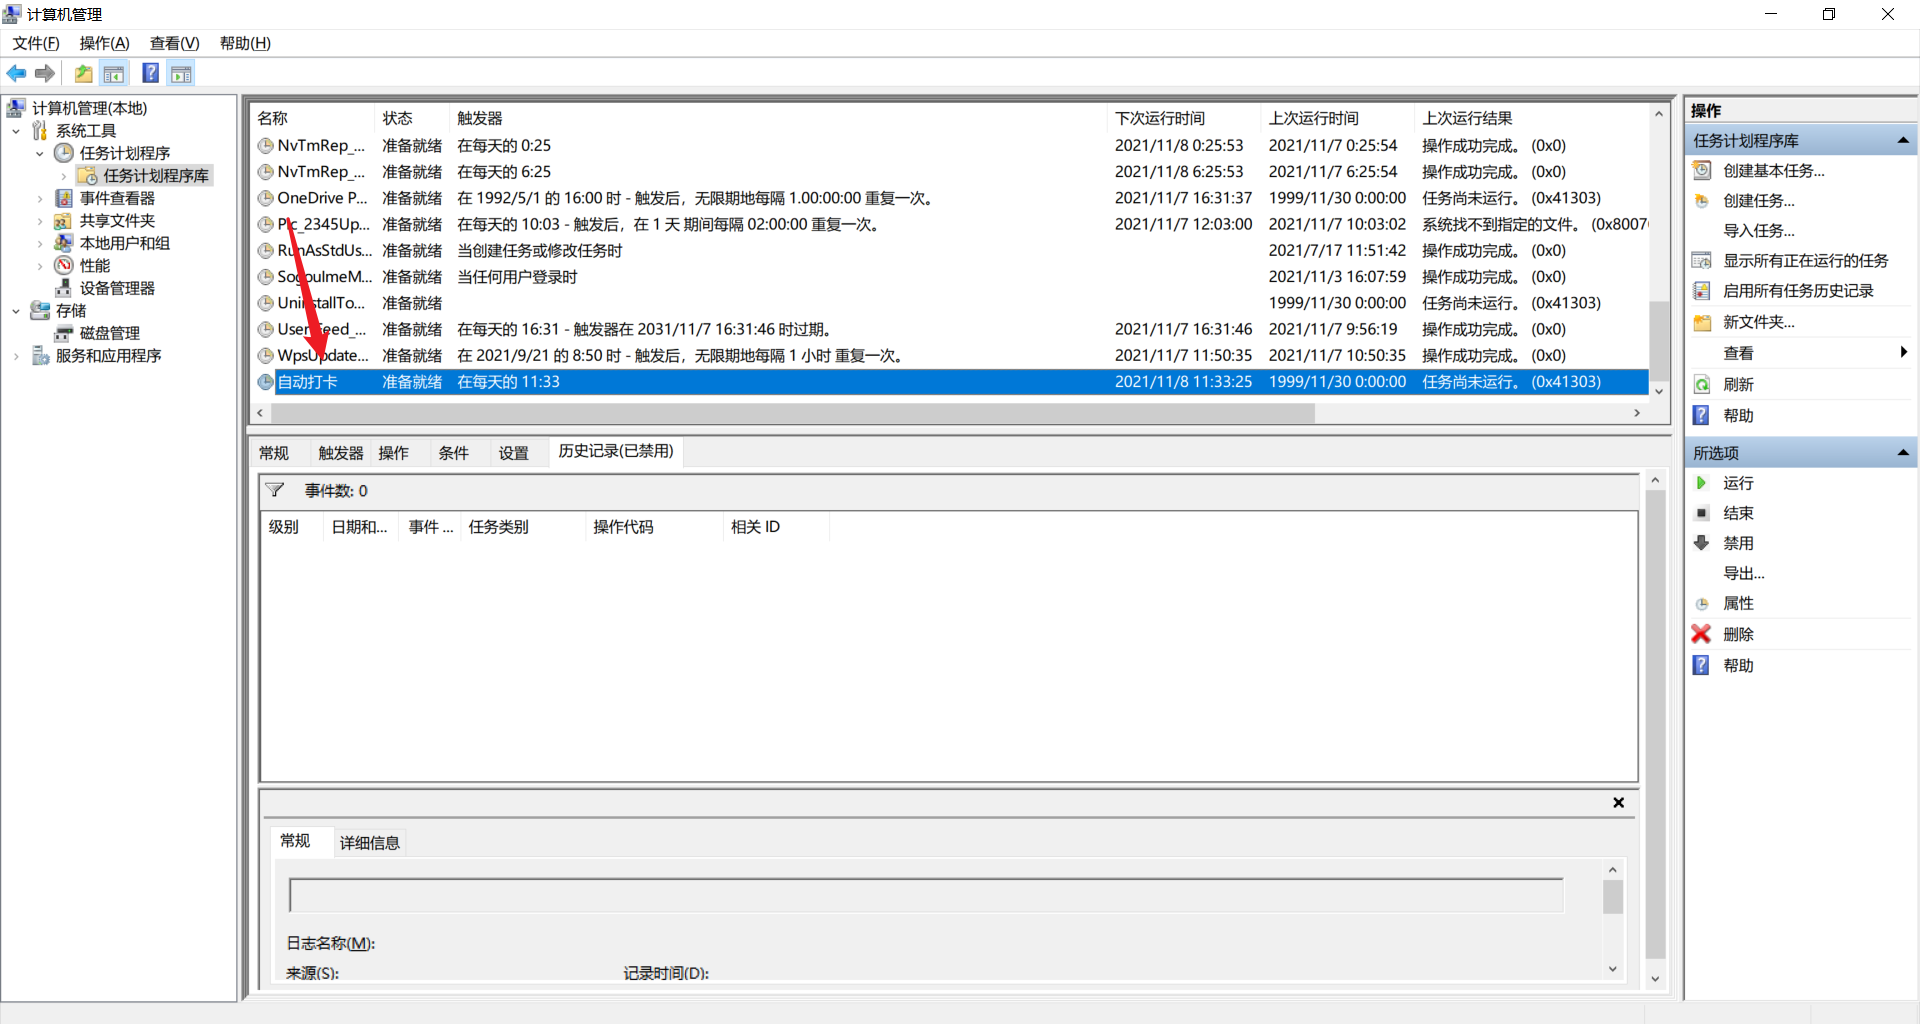 计算机管理
文件(F) 操作(A) 查看(V) 帮助(H)
计算机管理(本地)
系统工具
任务计划程序
任务计划程序库
事件查看器
共享文件夹
本地用户和组
性能
设备管理器
存储
磁盘管理
服务和应用程序
名称 状态 触发器 下次运行时间 上次运行时间 上次运行结果
NvTmRep_... 准备就绪 在每天的 0:25 2021/11/8 0:25:53 2021/11/7 0:25:54 操作成功完成。 (0x0)
NvTmRep_... 准备就绪 在每天的 6:25 2021/11/8 6:25:53 2021/11/7 6:25:54 操作成功完成。 (0x0)
OneDrive P... 准备就绪 在 1992/5/1 的 16:00 时 - 触发后，无限期地每隔 1.00:00:00 重复一次。 2021/11/7 16:31:37 1999/11/30 0:00:00 任务尚未运行。 (0x41303)
Pic_2345Up... 准备就绪 在每天的 10:03 - 触发后，在 1 天 期间每隔 02:00:00 重复一次。 2021/11/7 12:03:00 2021/11/7 10:03:02 系统找不到指定的文件。 (0x8007
RunAsStdUs... 准备就绪 当创建任务或修改任务时 2021/7/17 11:51:42 操作成功完成。 (0x0)
SogouImeM... 准备就绪 当任何用户登录时 2021/11/3 16:07:59 操作成功完成。 (0x0)
UninstallTo... 准备就绪 1999/11/30 0:00:00 任务尚未运行。 (0x41303)
User_Feed_... 准备就绪 在每天的 16:31 - 触发器在 2031/11/7 16:31:46 时过期。 2021/11/7 16:31:46 2021/11/7 9:56:19 操作成功完成。 (0x0)
WpsUpdate... 准备就绪 在 2021/9/21 的 8:50 时 - 触发后，无限期地每隔 1 小时 重复一次。 2021/11/7 11:50:35 2021/11/7 10:50:35 操作成功完成。 (0x0)
自动打卡 准备就绪 在每天的 11:33 2021/11/8 11:33:25 1999/11/30 0:00:00 任务尚未运行。 (0x41303)
常规 触发器 操作 条件 设置 历史记录(已禁用)
事件数: 0
级别 日期和... 事件 ... 任务类别 操作代码 相关 ID
常规 详细信息
日志名称(M):
来源(S): 记录时间(D):
操作
任务计划程序库
创建基本任务...
创建任务...
导入任务...
显示所有正在运行的任务
启用所有任务历史记录
新文件夹...
查看
刷新
帮助
所选项
运行
结束
禁用
导出...
属性
删除
帮助